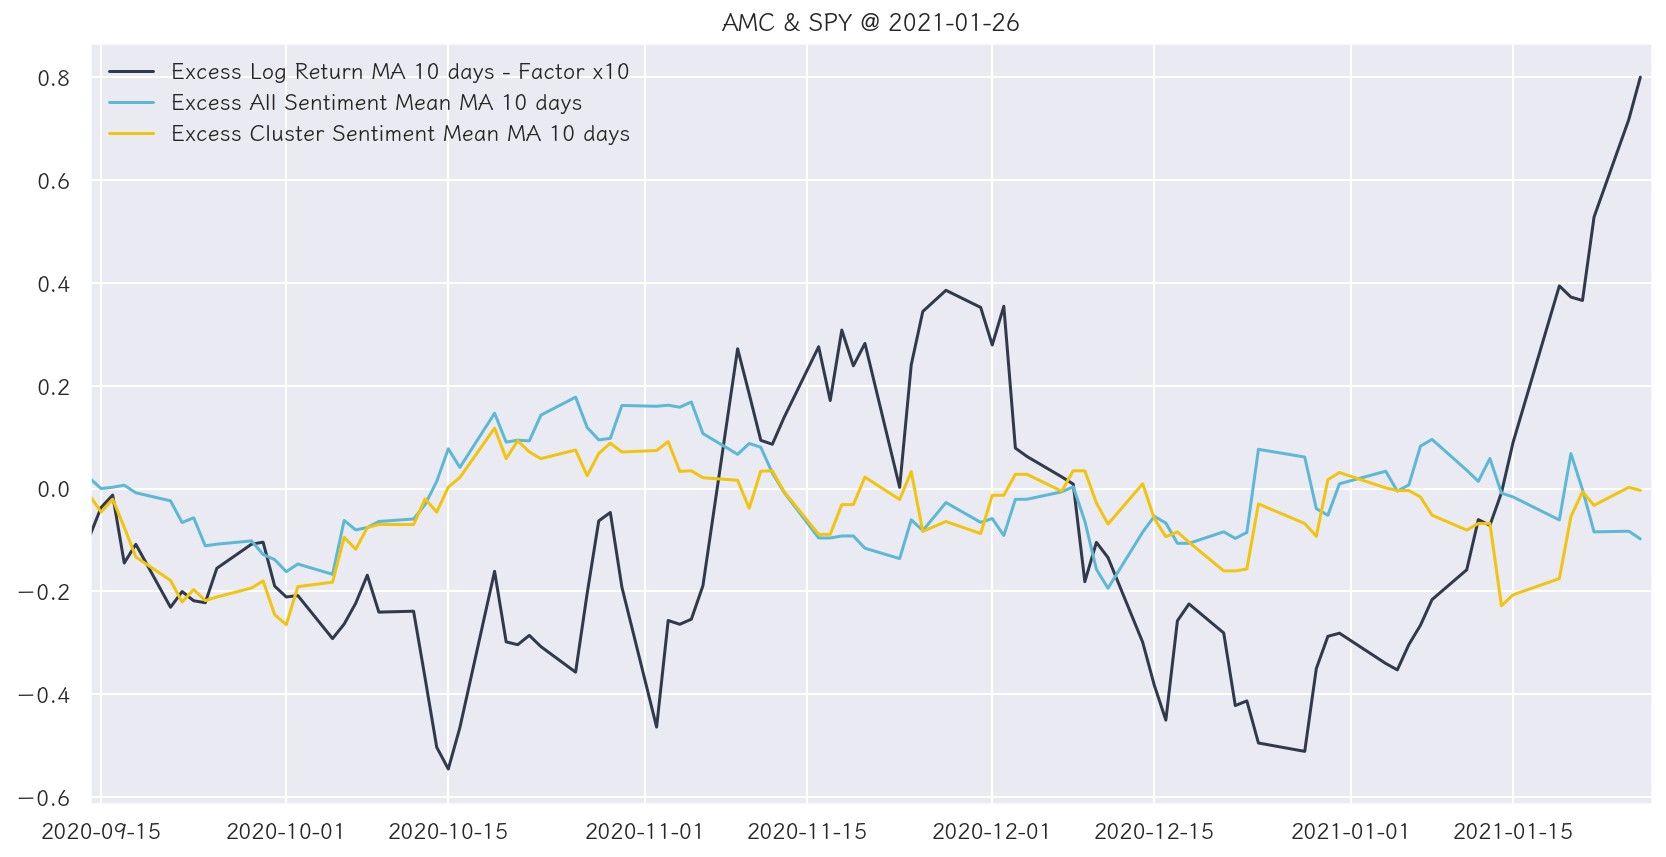 AMC & SPY @ 2021-01-26
Excess Log Return MA 10 days - Factor x10
Excess All Sentiment Mean MA 10 days
Excess Cluster Sentiment Mean MA 10 days
0.8
0.6
0.4
0.2
0.0
−0.2
−0.4
−0.6
2020-09-15 2020-10-01 2020-10-15 2020-11-01 2020-11-15 2020-12-01 2020-12-15 2021-01-01 2021-01-15